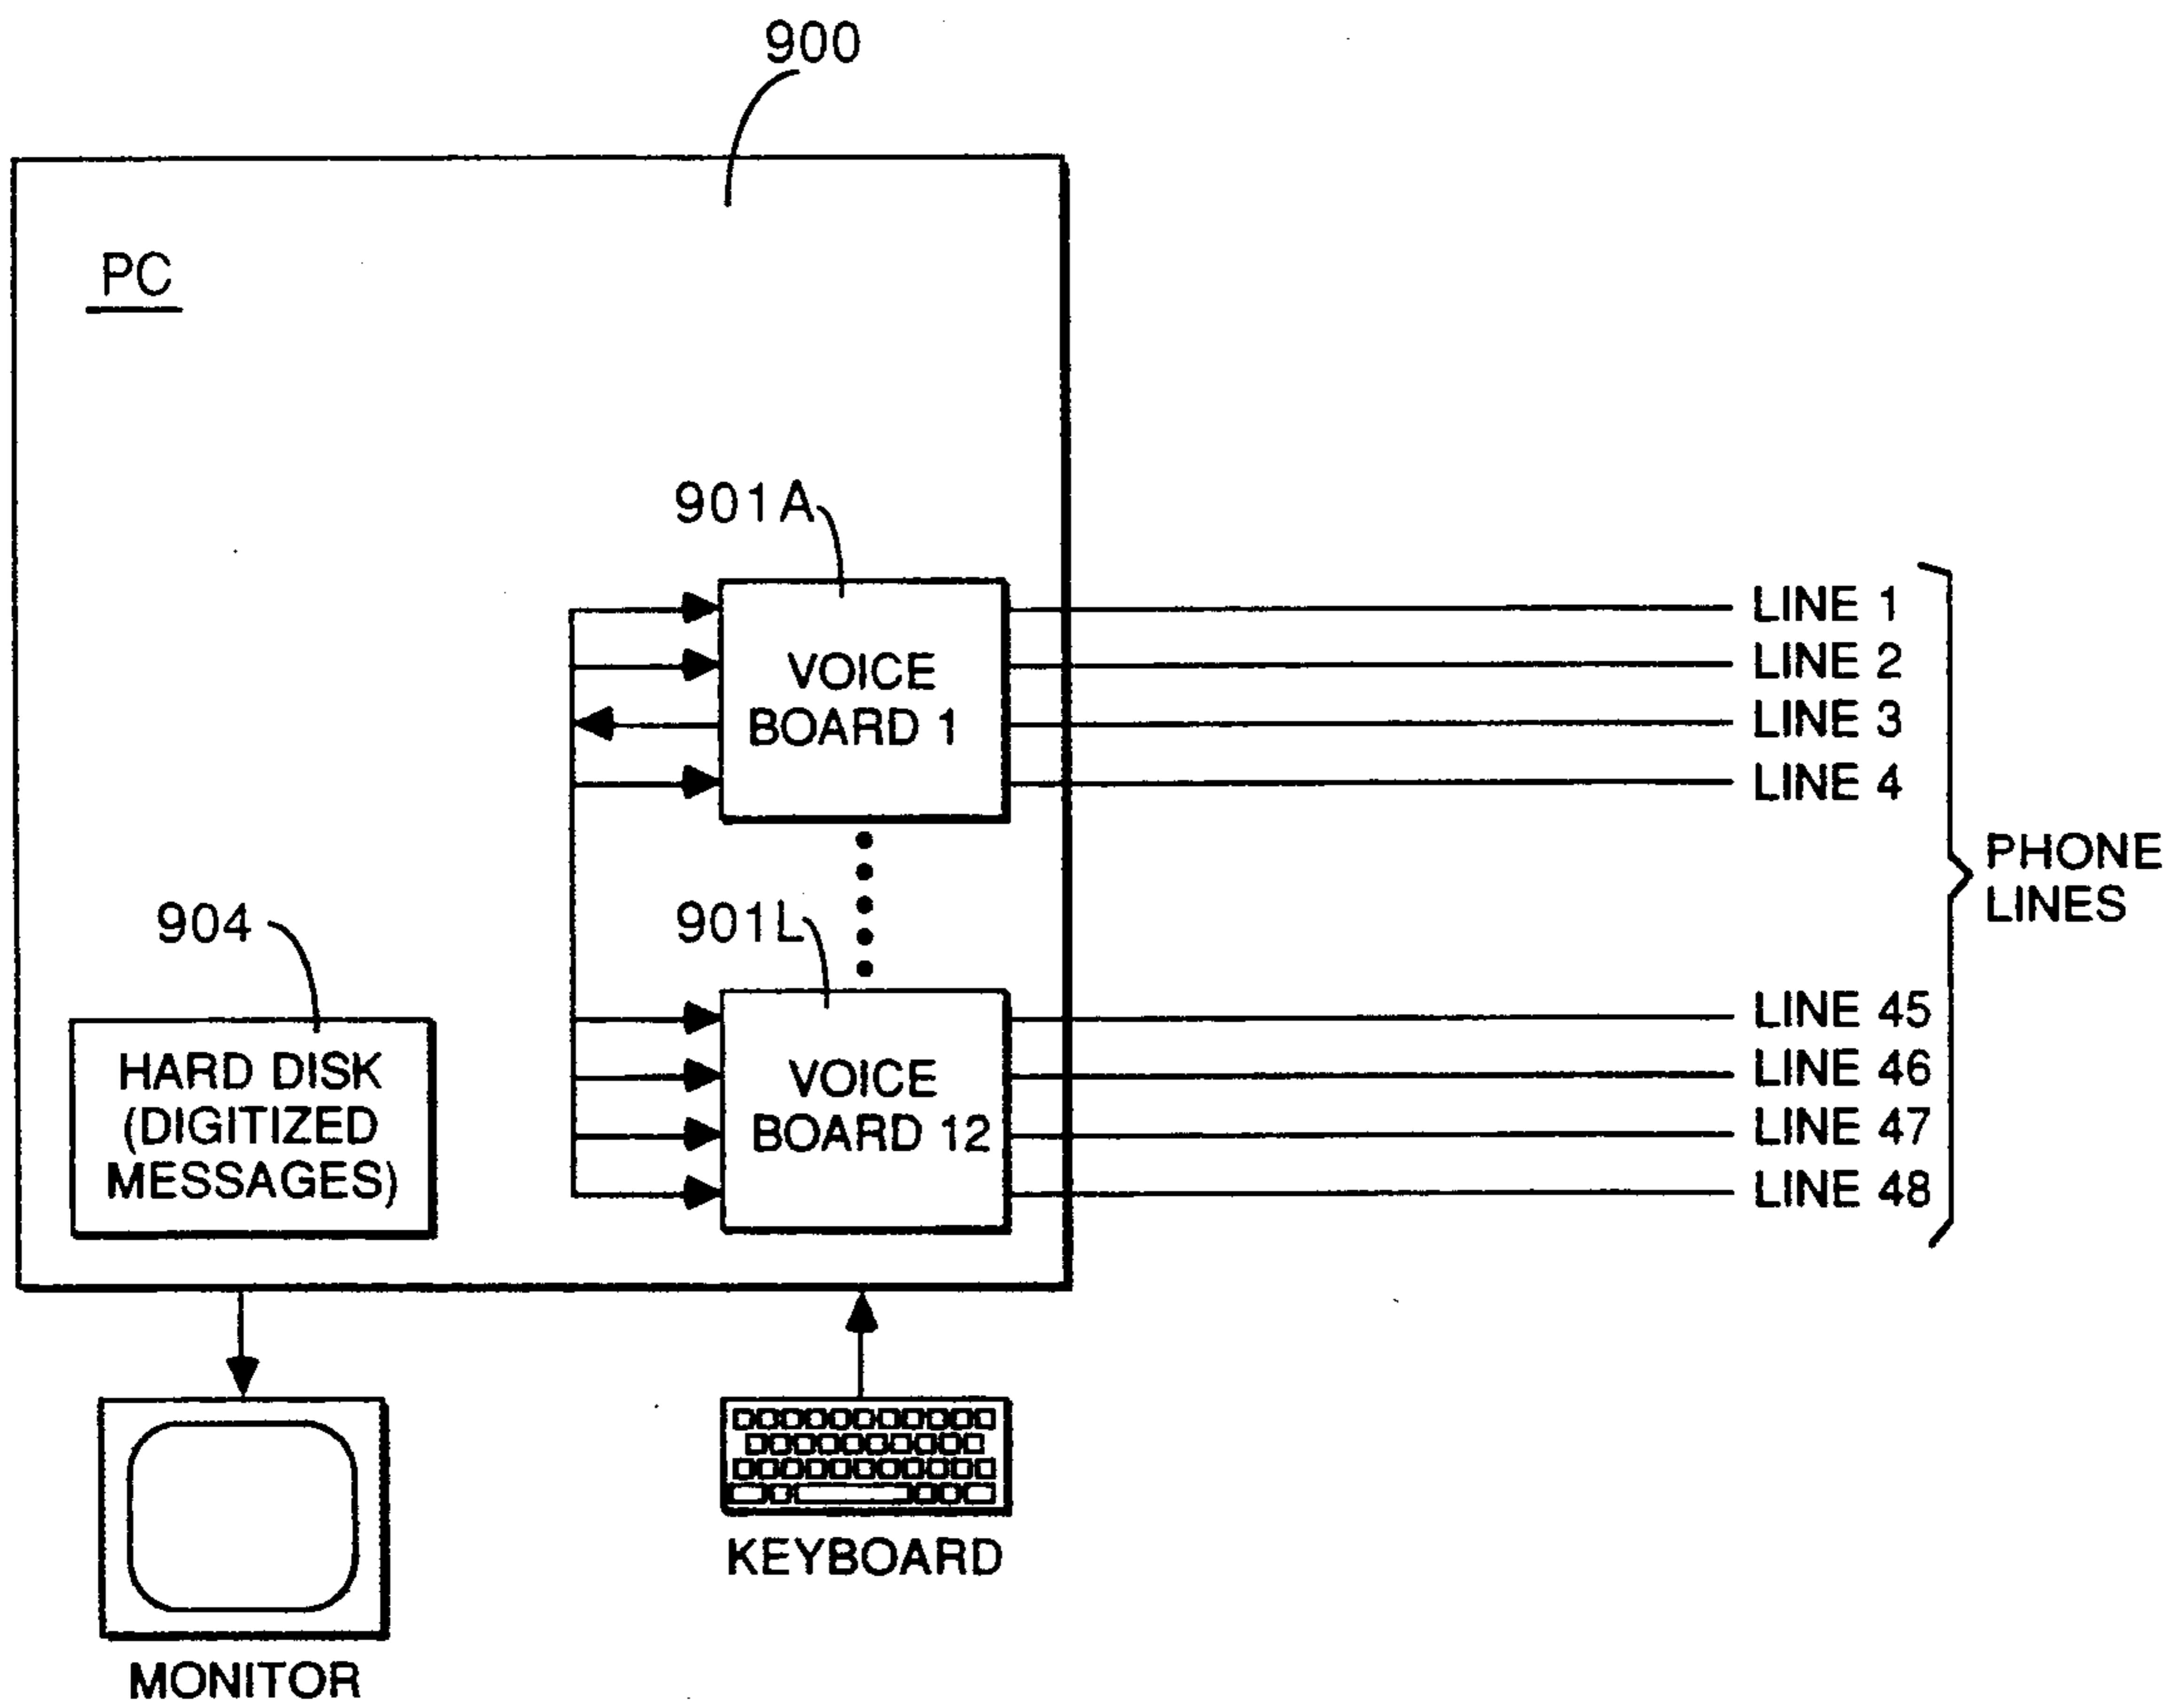 900
PC
901A
VOICE
BOARD 1
LINE 1
LINE 2
LINE 3
LINE 4
PHONE
LINES
904
901L
HARD DISK
(DIGITIZED
MESSAGES)
VOICE
BOARD 12
LINE 45
LINE 46
LINE 47
LINE 48
KEYBOARD
MONITOR